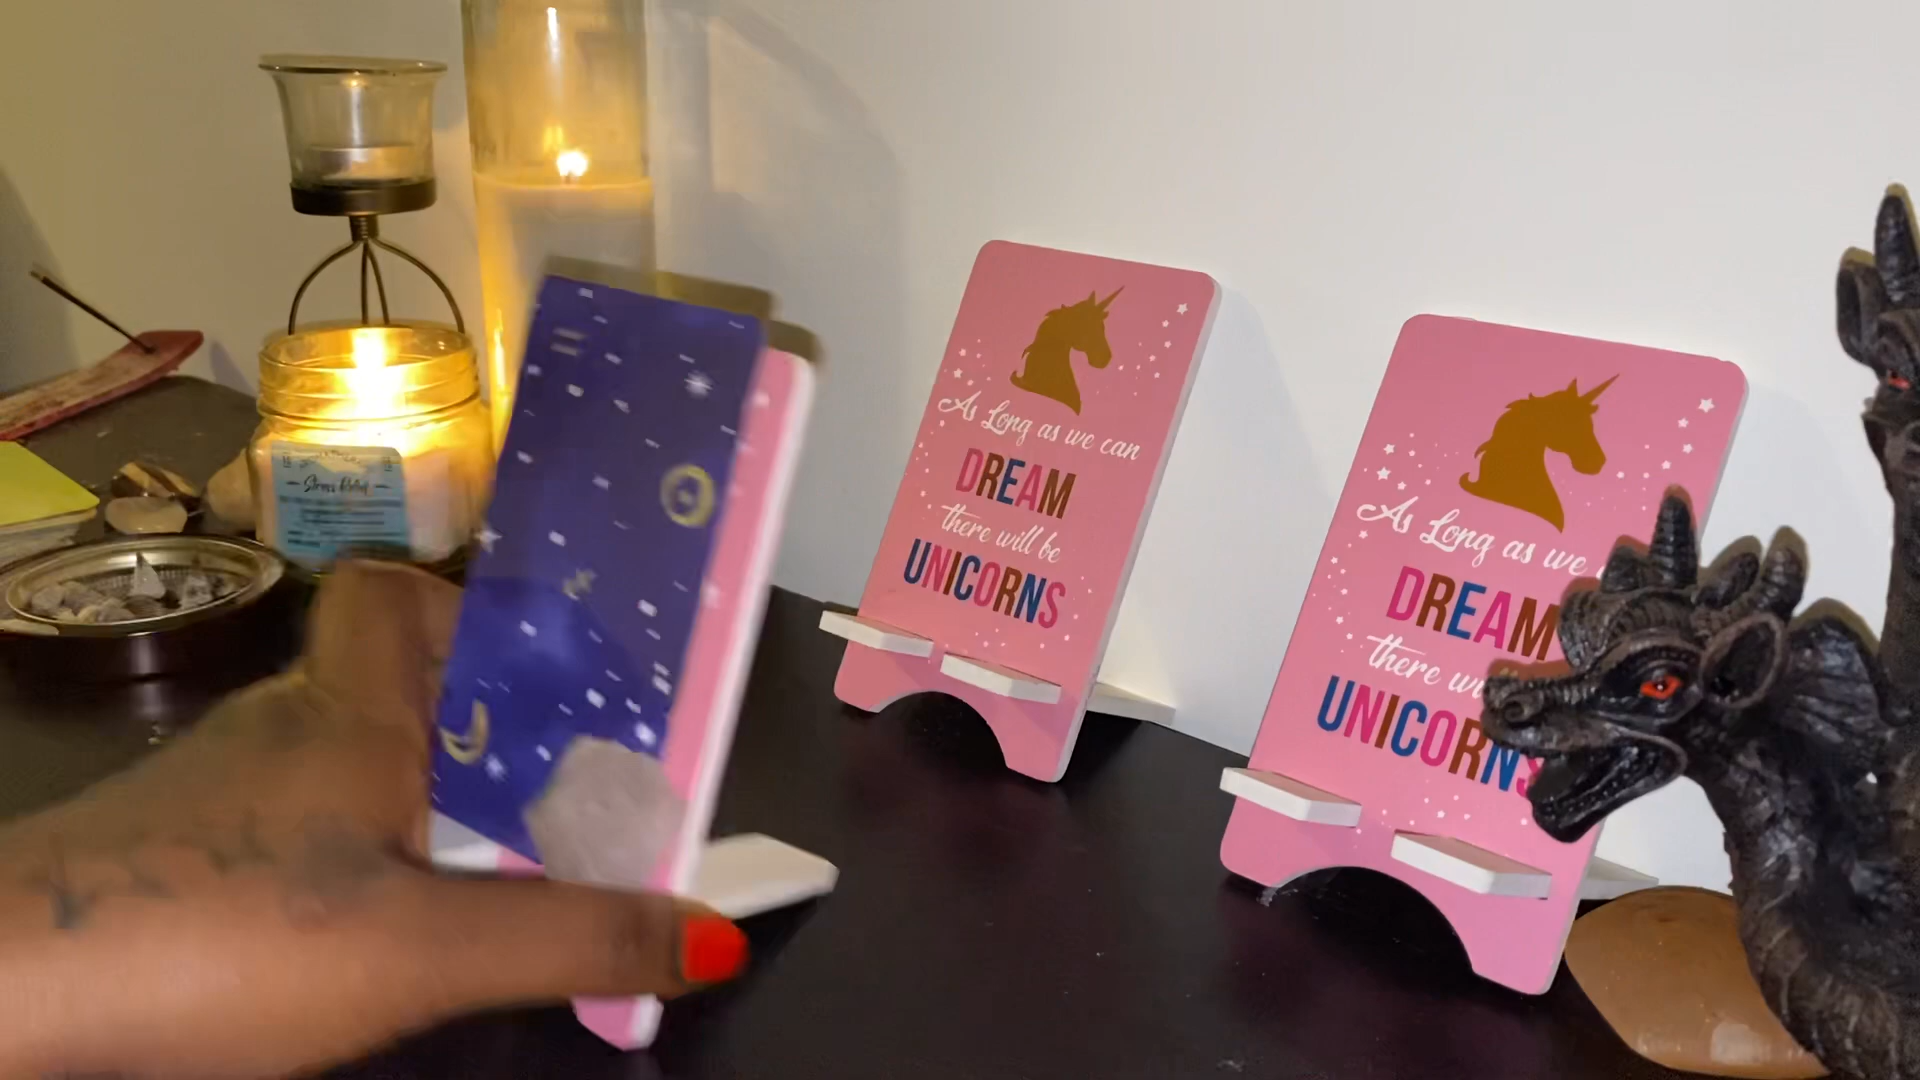 Stress Relief
As Long as we can
DREAM
there will be
UNICORNS
As Long as we
DREAM
there wi
UNICORNS